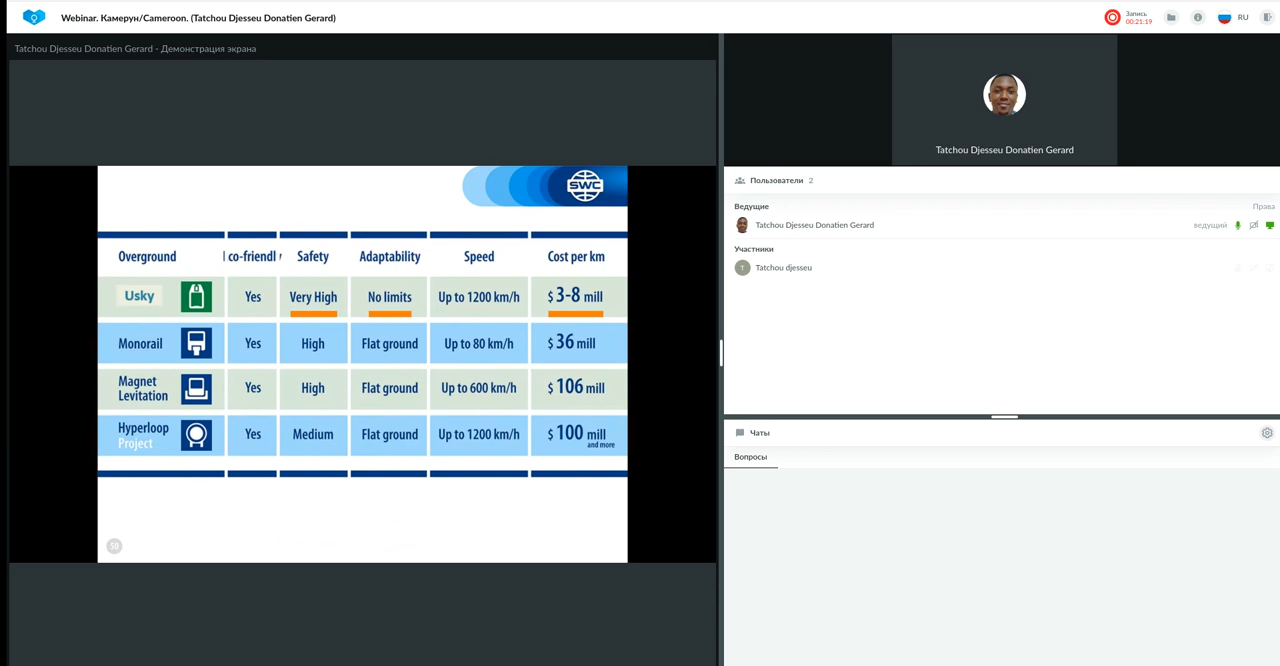 Webinar. Камерун/Cameroon. (Tatchou Djesseu Donatien Gerard)
Запись
00:21:19
RU
Tatchou Djesseu Donatien Gerard - Демонстрация экрана
SWC
Overground co-friendl Safety Adaptability Speed Cost per km
Usky Yes Very High No limits Up to 1200 km/h $ 3-8 mill
Monorail Yes High Flat ground Up to 80 km/h $ 36 mill
Magnet
Levitation Yes High Flat ground Up to 600 km/h $ 106 mill
Hyperloop
Project Yes Medium Flat ground Up to 1200 km/h $ 100 mill
and more
50
Tatchou Djesseu Donatien Gerard
Пользователи 2
Ведущие Права
Tatchou Djesseu Donatien Gerard ведущий
Участники
T Tatchou djesseu
Чаты
Вопросы